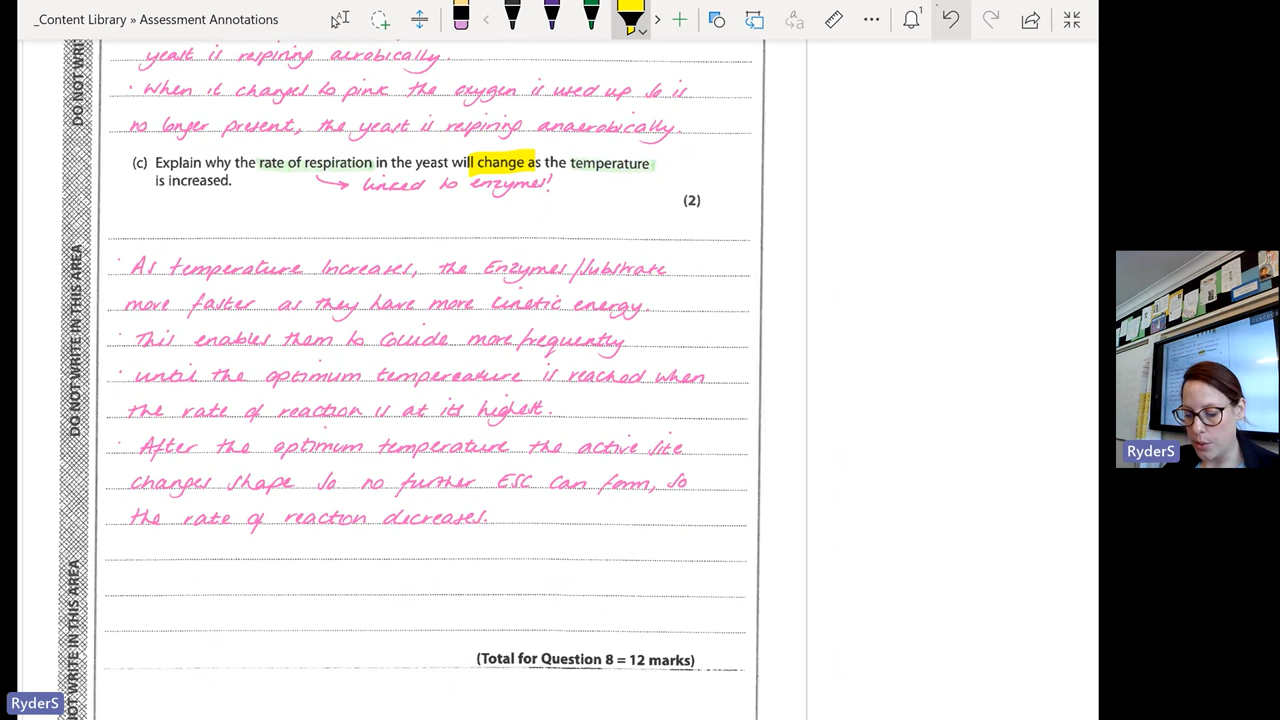 _Content Library » Assessment Annotations
DO NOT WRI
yeast is respiring aerobically.
· When it changes to pink the oxygen is used up so is
no longer present, the yeast is respiring anaerobically.
(c) Explain why the rate of respiration in the yeast will change as the temperature
is increased.
→ linked to enzymes!
(2)
DO NOT WRITE IN THIS AREA
· As temperature increases, the Enzymes/substrate
move faster as they have more kinetic energy.
· This enables them to collide more frequently
· until the optimum tempereature is reached when
the rate of reaction is at its highest.
· After the optimum temperature the active site
changes shape so no further ESC can form, so
the rate of reaction decreases.
NOT WRITE IN THIS AREA
(Total for Question 8 = 12 marks)
RyderS
RyderS